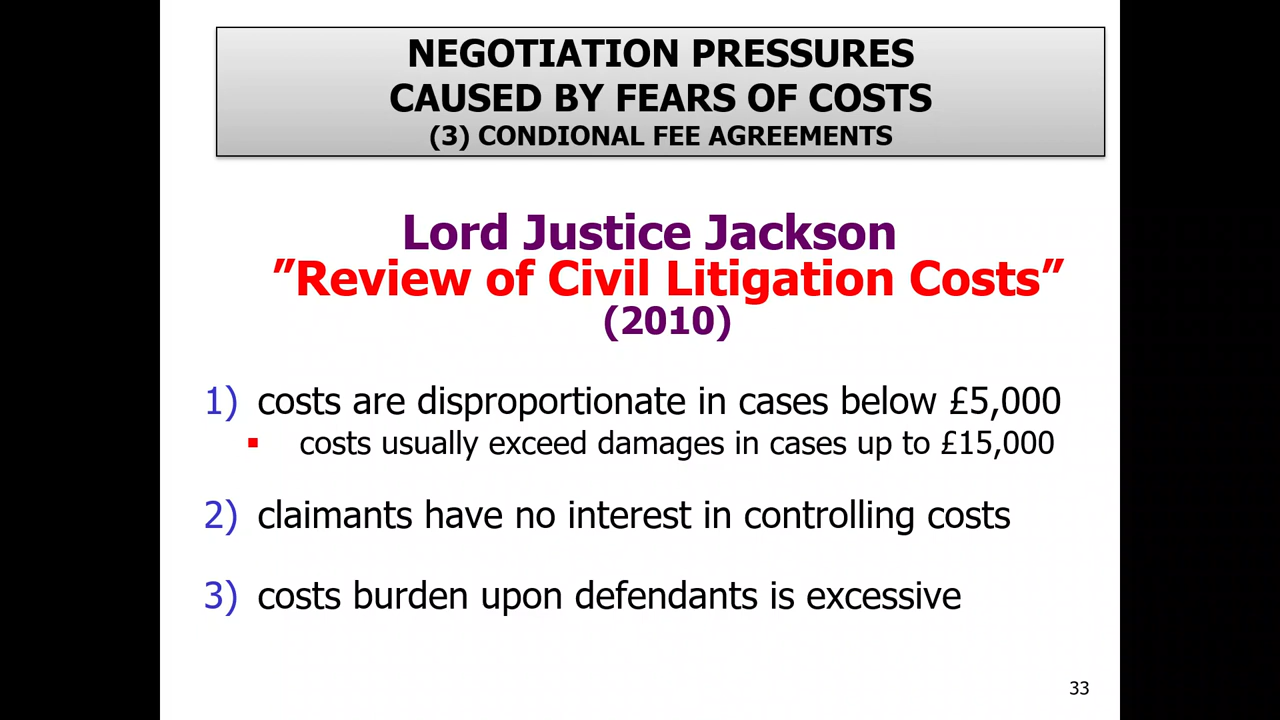 NEGOTIATION PRESSURES
CAUSED BY FEARS OF COSTS
(3) CONDIONAL FEE AGREEMENTS
Lord Justice Jackson
″Review of Civil Litigation Costs″
(2010)
1) costs are disproportionate in cases below £5,000
▪ costs usually exceed damages in cases up to £15,000
2) claimants have no interest in controlling costs
3) costs burden upon defendants is excessive
33